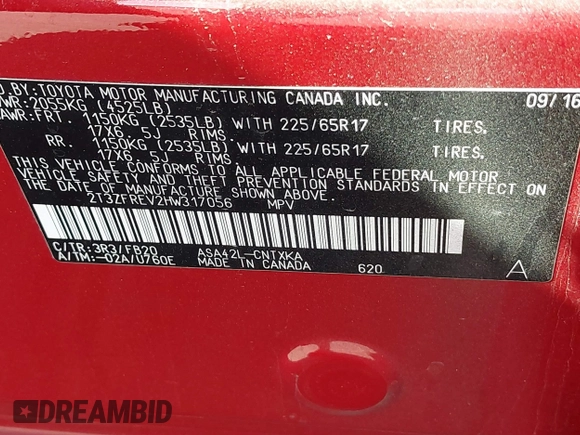 D BY:TOYOTA MOTOR MANUFACTURING CANADA INC. 09/16
VWR:2055KG (4525LB)
AWR:FRT. 1150KG (2535LB) WITH 225/65R17 TIRES,
17X6. 5J RIMS.
RR. 1150KG (2535LB) WITH 225/65R17 TIRES,
17X6. 5J RIMS.
THIS VEHICLE CONFORMS TO ALL APPLICABLE FEDERAL MOTOR
VEHICLE SAFETY AND THEFT PREVENTION STANDARDS IN EFFECT ON
THE DATE OF MANUFACTURE SHOWN ABOVE.
2T3ZFREV2HW317056 MPV
C/TR:3R3/FB20 ASA42L-CNTXKA
A/TM:-02A/U760E MADE IN CANADA 620 A
DREAMBID